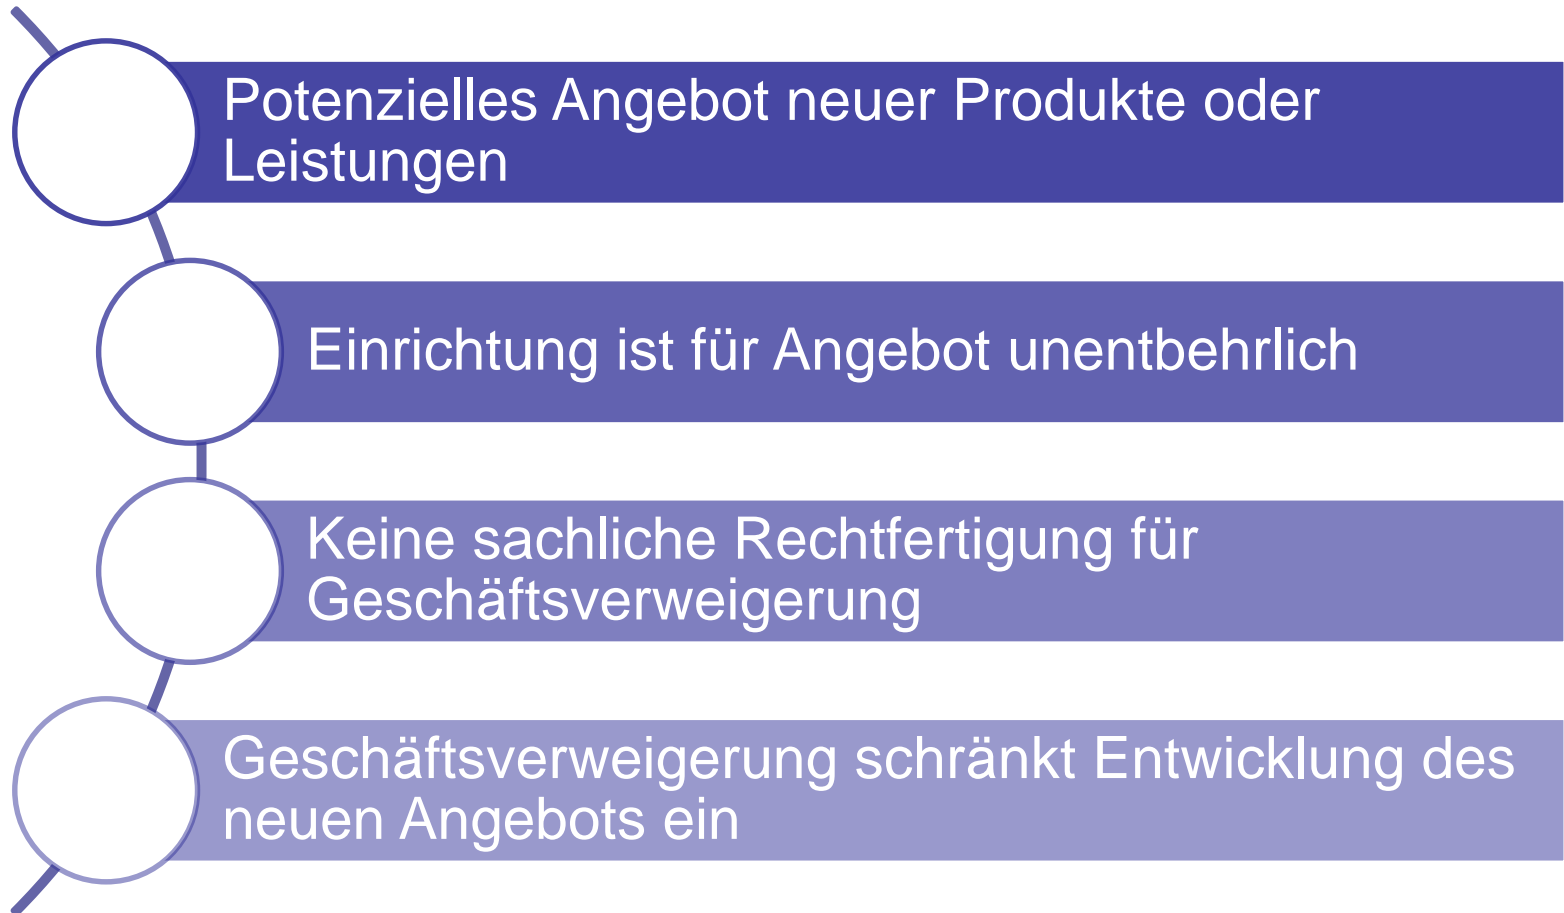 Potenzielles Angebot neuer Produkte oder
Leistungen
Einrichtung ist für Angebot unentbehrlich
Keine sachliche Rechtfertigung für
Geschäftsverweigerung
Geschäftsverweigerung schränkt Entwicklung des
neuen Angebots ein